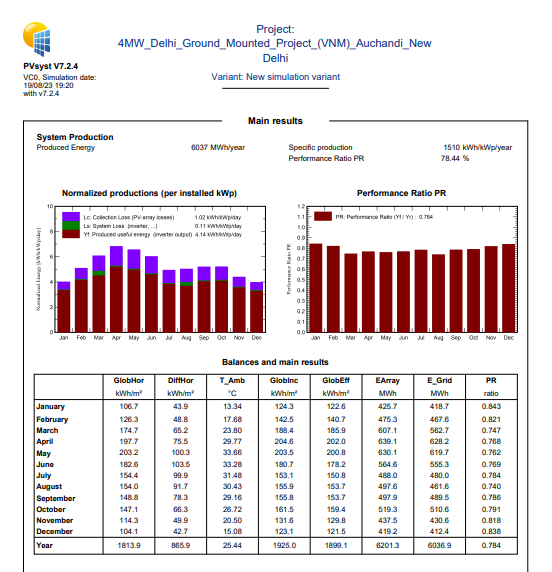 Project:
4MW_Delhi_Ground_Mounted_Project_(VNM)_Auchandi_New
Delhi
PVsyst V7.2.4
VC0, Simulation date:
19/08/23 19:20
with v7.2.4
Variant: New simulation variant
Main results
System Production
Produced Energy 6037 MWh/year Specific production 1510 kWh/kWp/year
Performance Ratio PR 78.44 %
Normalized productions (per installed kWp)
Lc: Collection Loss (PV-array losses) 1.02 kWh/kWp/day
Ls: System Loss (inverter, ...) 0.11 kWh/kWp/day
Yf: Produced useful energy (inverter output) 4.14 kWh/kWp/day
Normalized Energy [kWh/kWp/day]
10
8
6
4
2
0
Jan Feb Mar Apr May Jun Jul Aug Sep Oct Nov Dec
Performance Ratio PR
PR: Performance Ratio (Yf / Yr) : 0.784
Performance Ratio PR
1.2
1.1
1.0
0.9
0.8
0.7
0.6
0.5
0.4
0.3
0.2
0.1
0.0
Jan Feb Mar Apr May Jun Jul Aug Sep Oct Nov Dec
Balances and main results
GlobHor DiffHor T_Amb GlobInc GlobEff EArray E_Grid PR
kWh/m² kWh/m² °C kWh/m² kWh/m² MWh MWh ratio
January 106.7 43.9 13.34 124.3 122.6 425.7 418.7 0.843
February 126.3 48.8 17.68 142.5 140.7 475.3 467.6 0.821
March 174.7 65.2 23.80 188.4 185.9 607.1 562.7 0.747
April 197.7 75.5 29.77 204.6 202.0 639.1 628.2 0.768
May 203.2 100.3 33.66 203.5 200.8 630.1 619.7 0.762
June 182.6 103.5 33.28 180.7 178.2 564.6 555.3 0.769
July 154.4 99.9 31.48 153.1 150.8 488.0 480.0 0.784
August 154.0 91.7 30.43 155.9 153.7 497.6 461.6 0.740
September 148.8 78.3 29.16 155.8 153.7 497.9 489.5 0.786
October 147.1 66.3 26.72 161.5 159.4 519.3 510.6 0.791
November 114.3 49.9 20.50 131.6 129.8 437.5 430.6 0.818
December 104.1 42.7 15.08 123.1 121.5 419.2 412.4 0.838
Year 1813.9 865.9 25.44 1925.0 1899.1 6201.3 6036.9 0.784